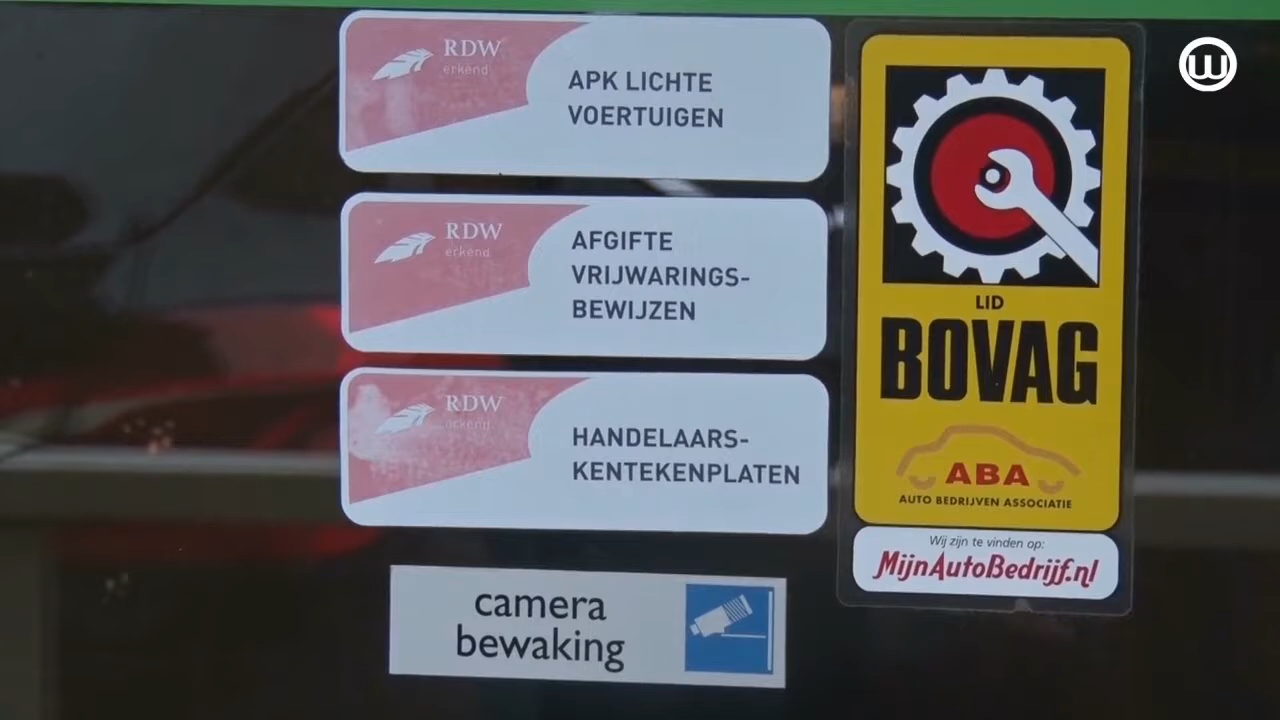 RDW
erkend
APK LICHTE
VOERTUIGEN
RDW
erkend
AFGIFTE
VRIJWARINGS-
BEWIJZEN
RDW
erkend
HANDELAARS-
KENTEKENPLATEN
camera
bewaking
LID
BOVAG
ABA
AUTO BEDRIJVEN ASSOCIATIE
Wij zijn te vinden op:
MijnAutoBedrijf.nl
W